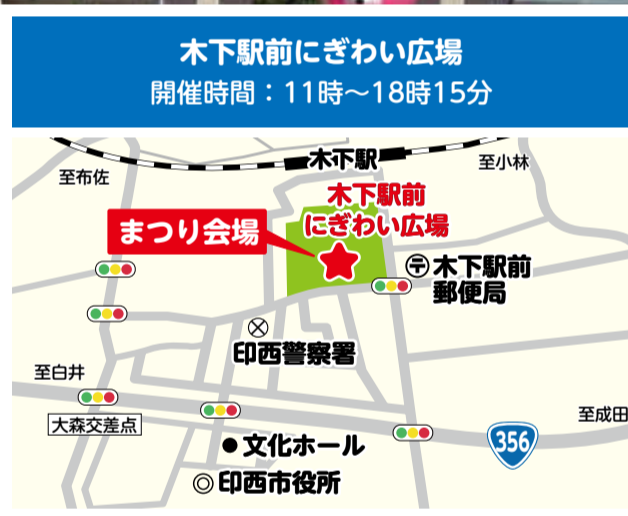 木下駅前にぎわい広場
開催時間：11時～18時15分
木下駅
至布佐
至小林
木下駅前
にぎわい広場
まつり会場
〒木下駅前
郵便局
印西警察署
至白井
大森交差点
至成田
356
●文化ホール
◎印西市役所